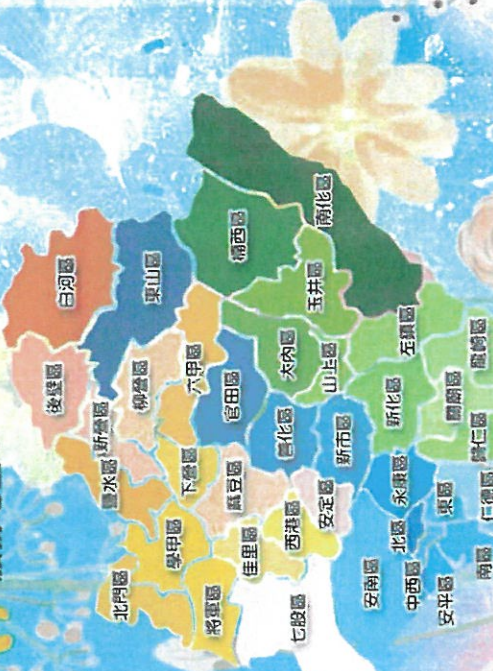 白河區
後壁區
東山區
新營區
鹽水區
柳營區
六甲區
楠西區
南化區
玉井區
北門區
學甲區
下營區
官田區
大內區
山上區
左鎮區
將軍區
佳里區
麻豆區
善化區
新化區
西港區
安定區
新市區
七股區
安南區
北區
永康區
關廟區
龍崎區
中西區
東區
歸仁區
安平區
南區
仁德區